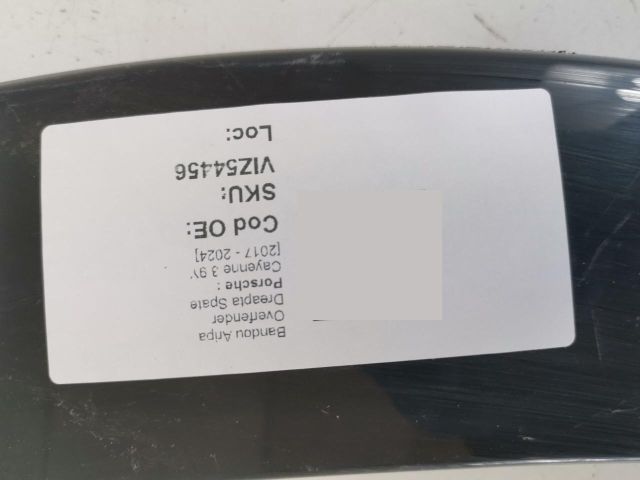 Bandou Aripa
Overfender
Dreapta Spate
Porsche :
Cayenne 3 9Y
[2017 - 2024]
Cod OE:
SKU:
VIZ54456
Loc: